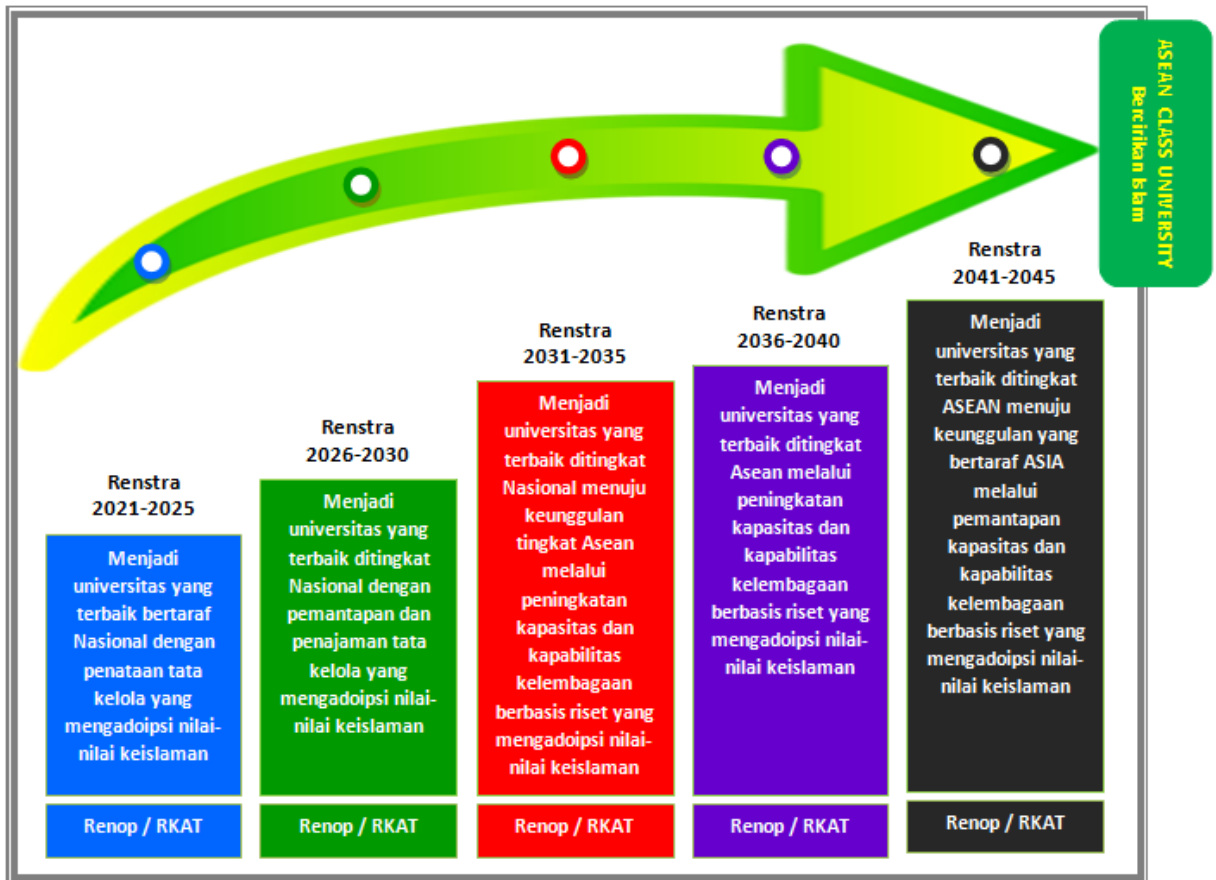 ASEAN CLASS UNIVERSITY
Bercirikan Islam
Renstra
2021-2025
Menjadi
universitas yang
terbaik bertaraf
Nasional dengan
penataan tata
kelola yang
mengadoipsi nilai-
nilai keislaman
Renop / RKAT
Renstra
2026-2030
Menjadi
universitas yang
terbaik ditingkat
Nasional dengan
pemantapan dan
penajaman tata
kelola yang
mengadoipsi nilai-
nilai keislaman
Renop / RKAT
Renstra
2031-2035
Menjadi
universitas yang
terbaik ditingkat
Nasional menuju
keunggulan
tingkat Asean
melalui
peningkatan
kapasitas dan
kapabilitas
kelembagaan
berbasis riset yang
mengadoipsi nilai-
nilai keislaman
Renop / RKAT
Renstra
2036-2040
Menjadi
universitas yang
terbaik ditingkat
Asean melalui
peningkatan
kapasitas dan
kapabilitas
kelembagaan
berbasis riset yang
mengadoipsi nilai-
nilai keislaman
Renop / RKAT
Renstra
2041-2045
Menjadi
universitas yang
terbaik ditingkat
ASEAN menuju
keunggulan yang
bertaraf ASIA
melalui
pemantapan
kapasitas dan
kapabilitas
kelembagaan
berbasis riset yang
mengadoipsi nilai-
nilai keislaman
Renop / RKAT